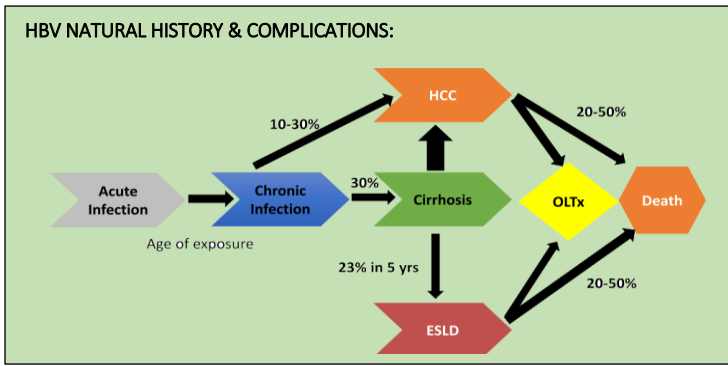 HBV NATURAL HISTORY & COMPLICATIONS:
HCC
20-50%
10-30%
Acute
Infection
Chronic
Infection
30%
Cirrhosis
OLTx
Death
Age of exposure
23% in 5 yrs
20-50%
ESLD